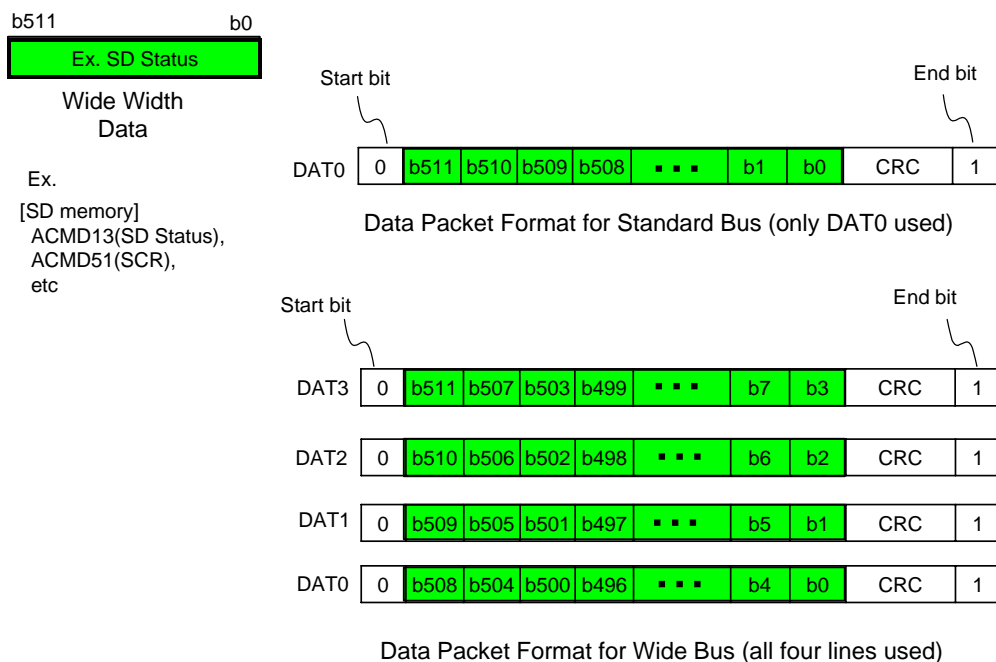 b511 b0
Ex. SD Status
Wide Width
Data
Ex.
[SD memory]
ACMD13(SD Status),
ACMD51(SCR),
etc
Start bit End bit
DAT0 0 b511 b510 b509 b508 ▪ ▪ ▪ b1 b0 CRC 1
Data Packet Format for Standard Bus (only DAT0 used)
Start bit End bit
DAT3 0 b511 b507 b503 b499 ▪ ▪ ▪ b7 b3 CRC 1
DAT2 0 b510 b506 b502 b498 ▪ ▪ ▪ b6 b2 CRC 1
DAT1 0 b509 b505 b501 b497 ▪ ▪ ▪ b5 b1 CRC 1
DAT0 0 b508 b504 b500 b496 ▪ ▪ ▪ b4 b0 CRC 1
Data Packet Format for Wide Bus (all four lines used)